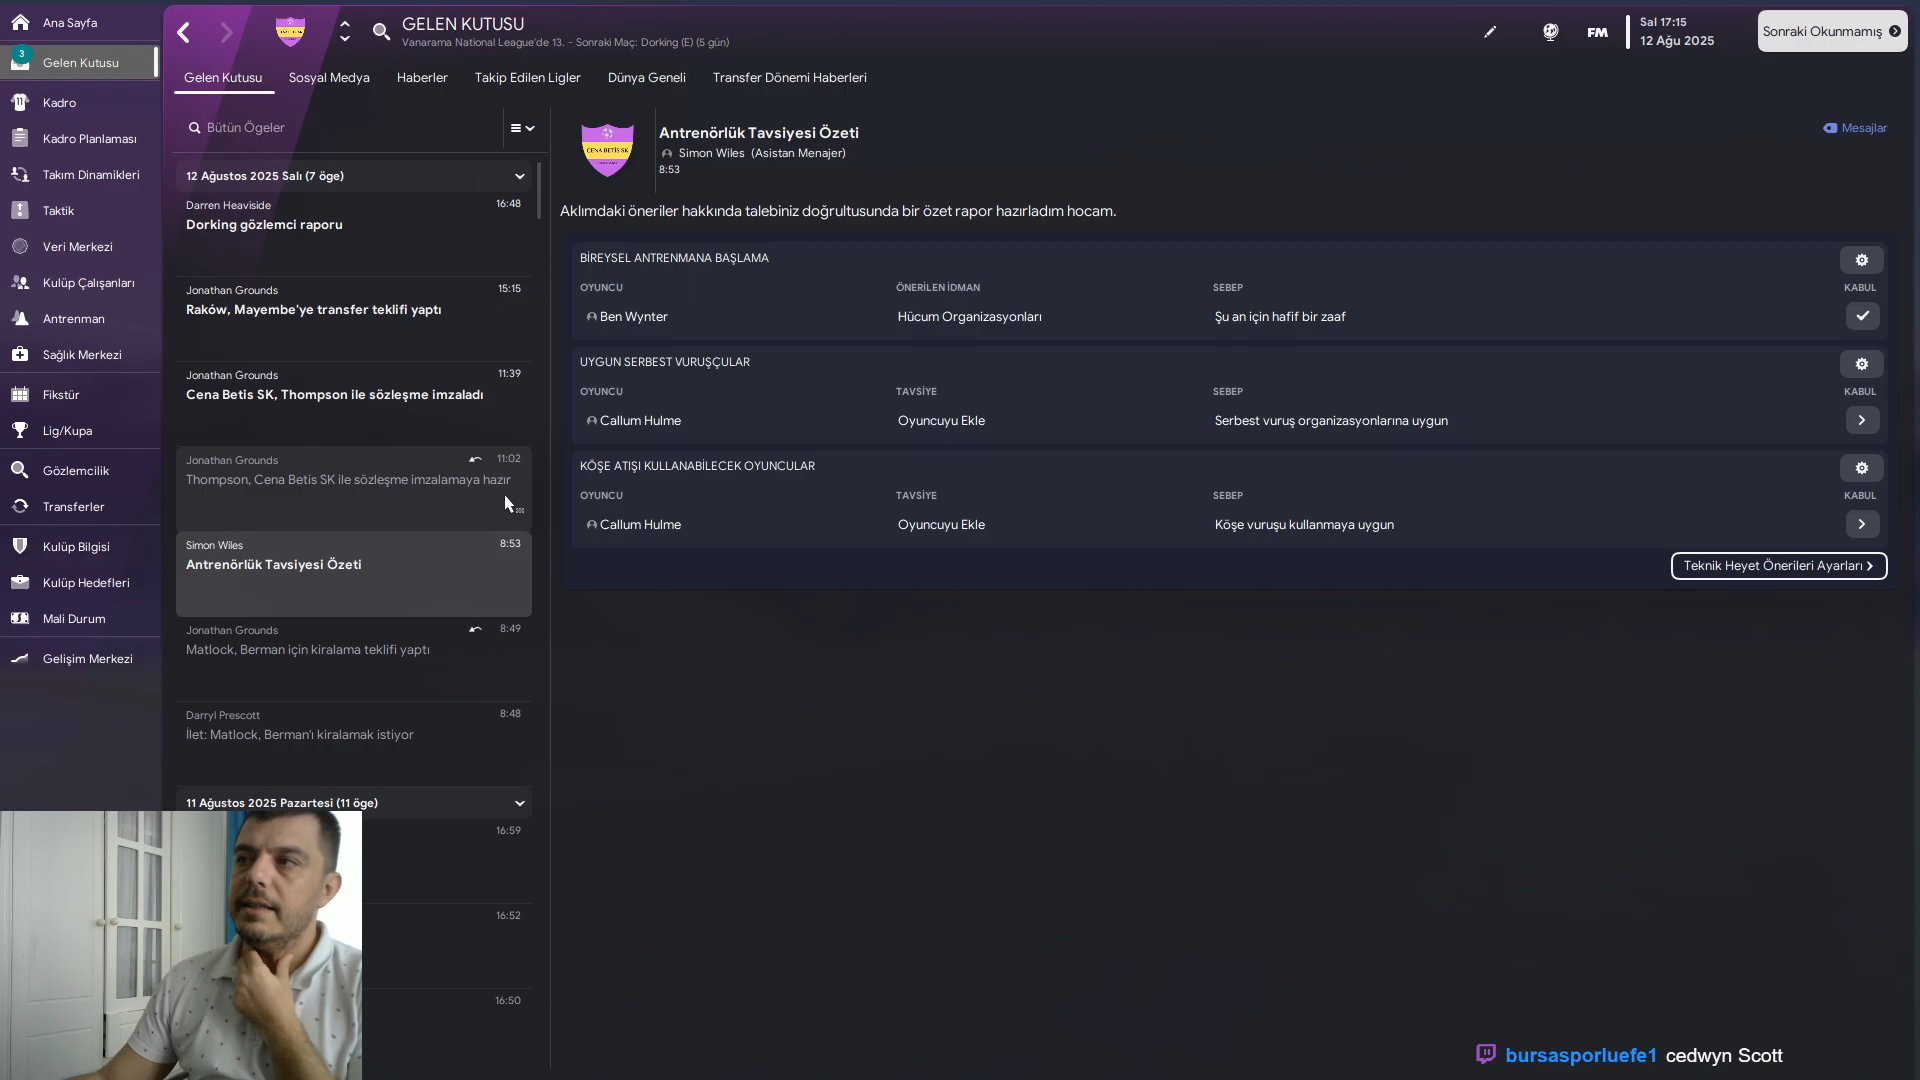 Ana Sayfa
3
Gelen Kutusu
Kadro
Kadro Planlaması
Takım Dinamikleri
Taktik
Veri Merkezi
Kulüp Çalışanları
Antrenman
Sağlık Merkezi
Fikstür
Lig/Kupa
Gözlemcilik
Transferler
Kulüp Bilgisi
Kulüp Hedefleri
Mali Durum
Gelişim Merkezi
GELEN KUTUSU
Vanarama National League'de 13. - Sonraki Maç: Dorking (E) (5 gün)
FM
Sal 17:15
12 Ağu 2025
Sonraki Okunmamış
Gelen Kutusu Sosyal Medya Haberler Takip Edilen Ligler Dünya Geneli Transfer Dönemi Haberleri
Bütün Ögeler
12 Ağustos 2025 Salı (7 öge)
Darren Heaviside 16:48
Dorking gözlemci raporu
Jonathan Grounds 15:15
Raków, Mayembe'ye transfer teklifi yaptı
Jonathan Grounds 11:39
Cena Betis SK, Thompson ile sözleşme imzaladı
Jonathan Grounds 11:02
Thompson, Cena Betis SK ile sözleşme imzalamaya hazır
Simon Wiles 8:53
Antrenörlük Tavsiyesi Özeti
Jonathan Grounds 8:49
Matlock, Berman için kiralama teklifi yaptı
Darryl Prescott 8:48
İlet: Matlock, Berman'ı kiralamak istiyor
11 Ağustos 2025 Pazartesi (11 öge)
16:59
16:52
16:50
CENA BETİS SK
Antrenörlük Tavsiyesi Özeti
Simon Wiles (Asistan Menajer)
8:53
Mesajlar
Aklımdaki öneriler hakkında talebiniz doğrultusunda bir özet rapor hazırladım hocam.
BİREYSEL ANTRENMANA BAŞLAMA
OYUNCU ÖNERİLEN İDMAN SEBEP KABUL
Ben Wynter Hücum Organizasyonları Şu an için hafif bir zaaf
UYGUN SERBEST VURUŞÇULAR
OYUNCU TAVSİYE SEBEP KABUL
Callum Hulme Oyuncuyu Ekle Serbest vuruş organizasyonlarına uygun
KÖŞE ATIŞI KULLANABİLECEK OYUNCULAR
OYUNCU TAVSİYE SEBEP KABUL
Callum Hulme Oyuncuyu Ekle Köşe vuruşu kullanmaya uygun
Teknik Heyet Önerileri Ayarları
bursasporluefe1 cedwyn Scott